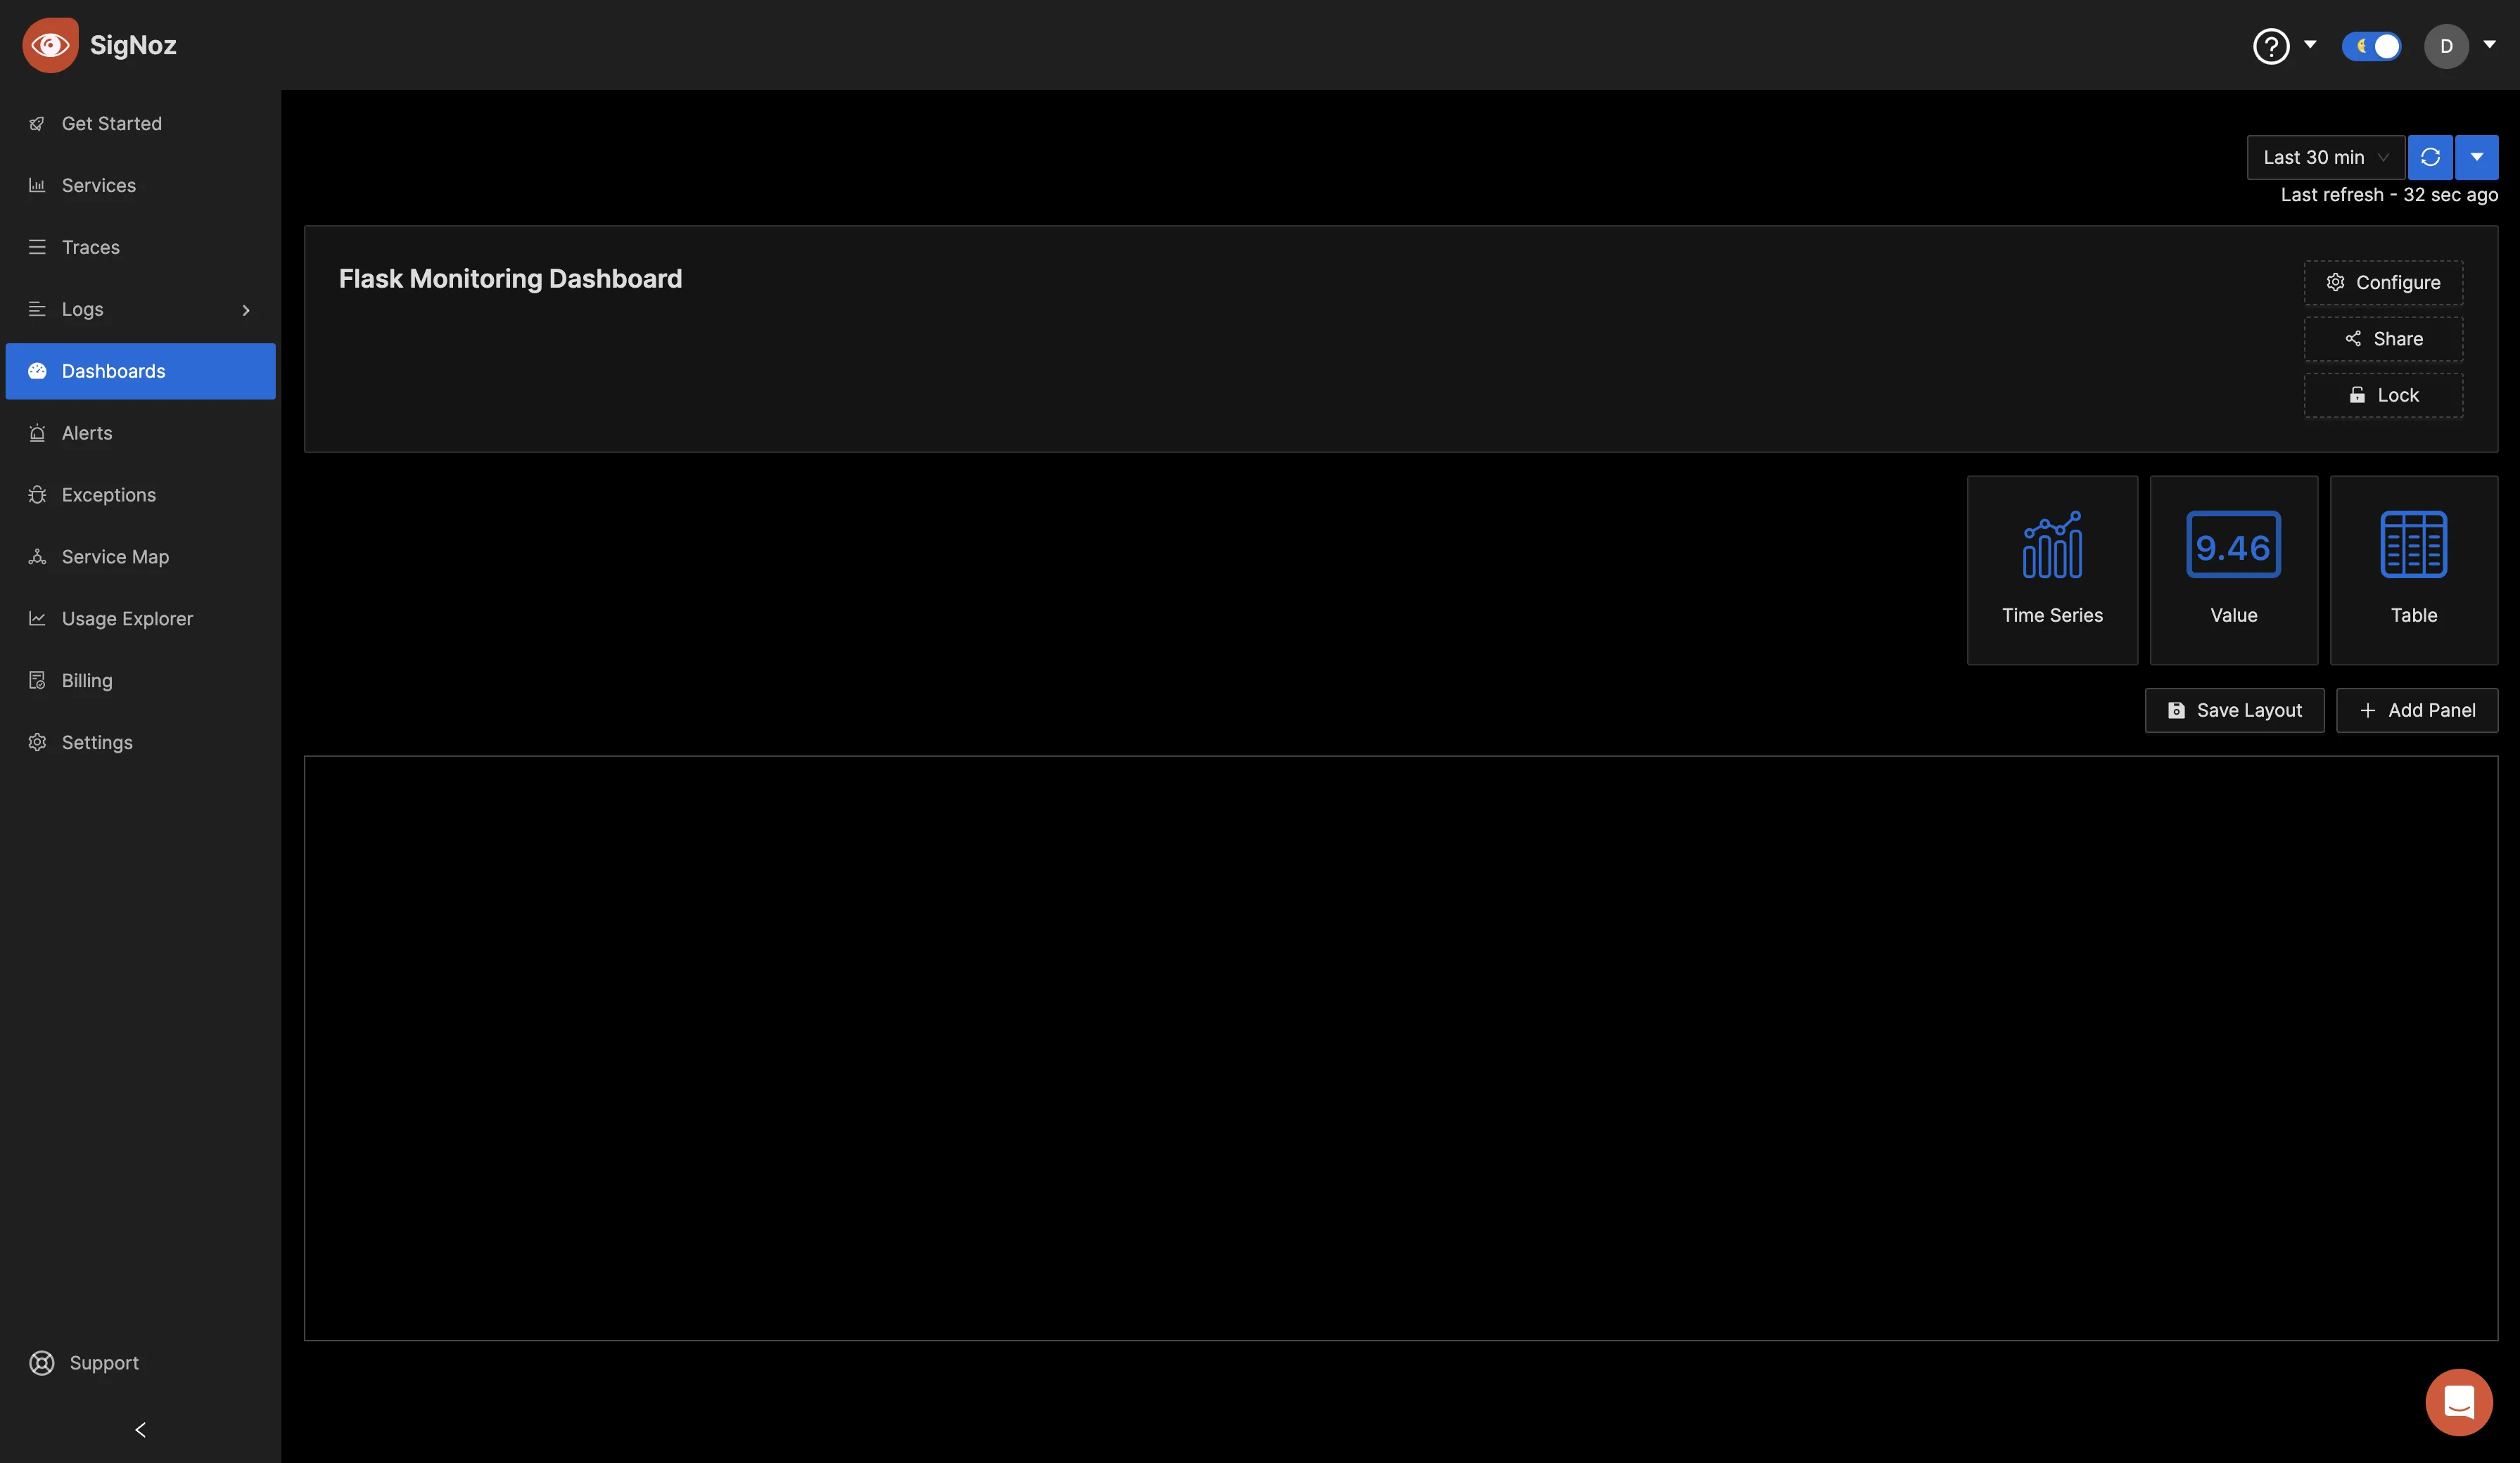 SigNoz
?
D
Get Started
Services
Traces
Logs
Dashboards
Alerts
Exceptions
Service Map
Usage Explorer
Billing
Settings
Support
Last 30 min
Last refresh - 32 sec ago
Flask Monitoring Dashboard
Configure
Share
Lock
9.46
Time Series
Value
Table
Save Layout
Add Panel